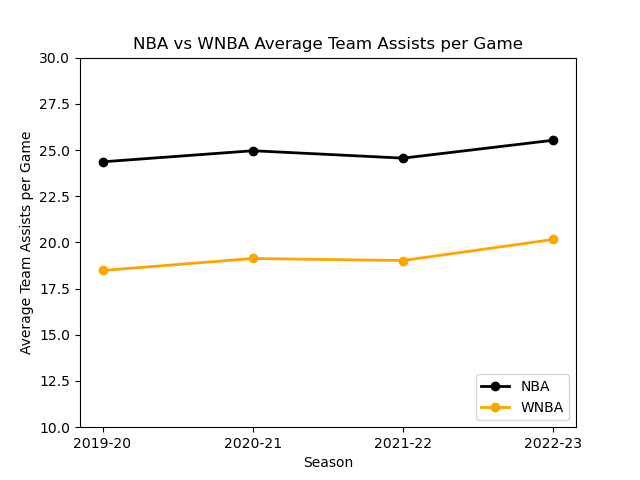 NBA vs WNBA Average Team Assists per Game
30.0
27.5
25.0
22.5
20.0
17.5
15.0
12.5
10.0
Average Team Assists per Game
NBA
WNBA
2019-20 2020-21 2021-22 2022-23
Season